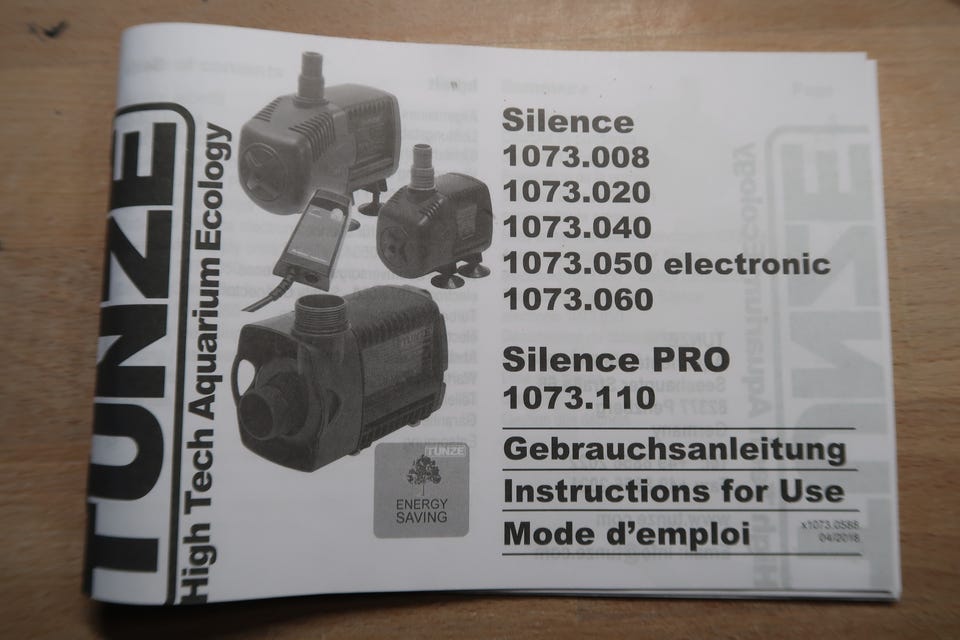 TUNZE
High Tech Aquarium Ecology
Silence
1073.008
1073.020
1073.040
1073.050 electronic
1073.060
Silence PRO
1073.110
TUNZE
ENERGY
SAVING
Gebrauchsanleitung
Instructions for Use
Mode d’emploi
x1073.0588
04/2018